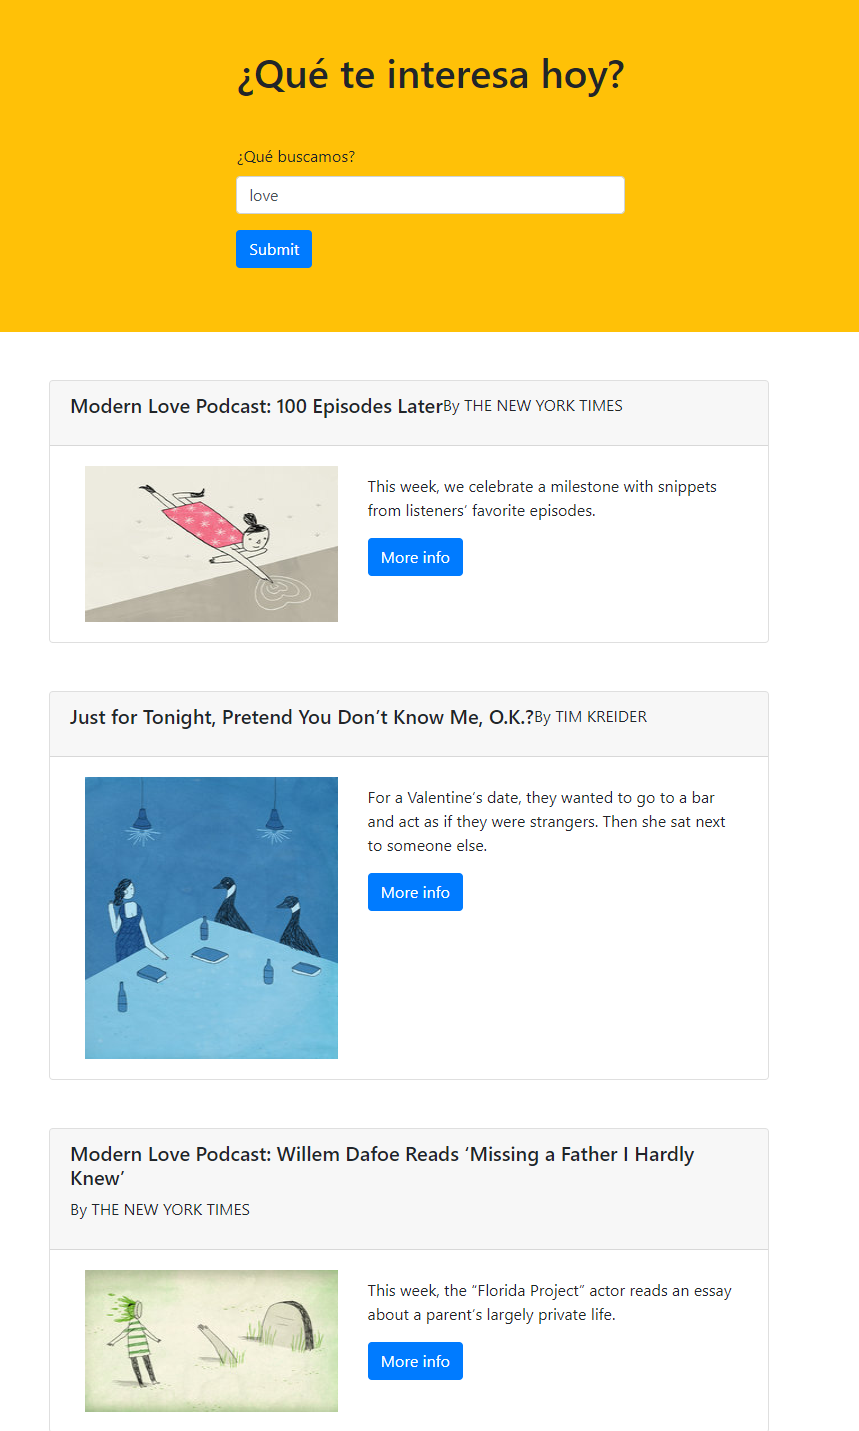 ¿Qué te interesa hoy?
¿Qué buscamos?
love
Submit
Modern Love Podcast: 100 Episodes LaterBy THE NEW YORK TIMES
This week, we celebrate a milestone with snippets
from listeners’ favorite episodes.
More info
Just for Tonight, Pretend You Don’t Know Me, O.K.?By TIM KREIDER
For a Valentine’s date, they wanted to go to a bar
and act as if they were strangers. Then she sat next
to someone else.
More info
Modern Love Podcast: Willem Dafoe Reads ‘Missing a Father I Hardly
Knew’
By THE NEW YORK TIMES
This week, the “Florida Project” actor reads an essay
about a parent’s largely private life.
More info